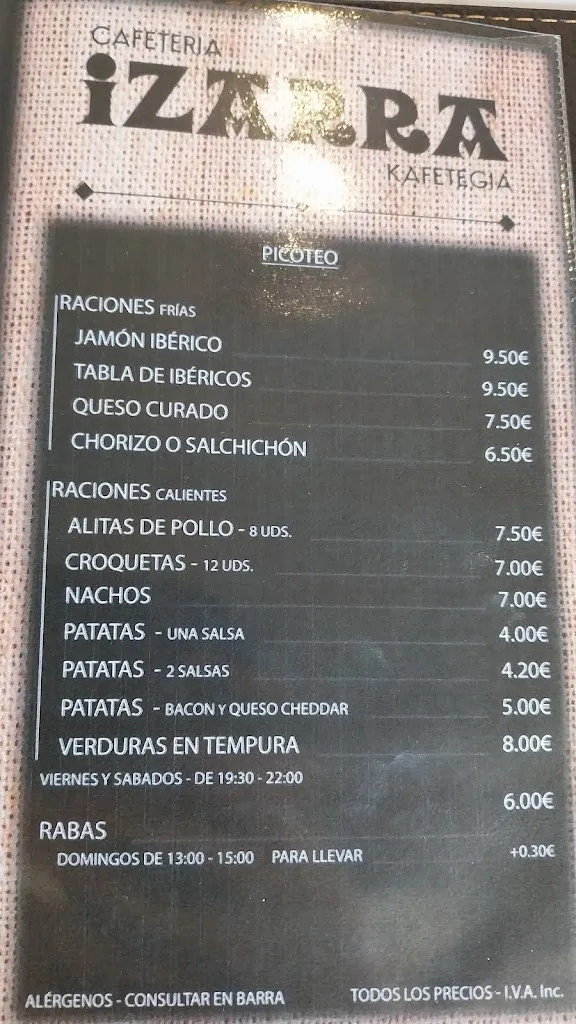 CAFETERIA
iZARRA
KAFETEGIA
PICOTEO
RACIONES FRÍAS
JAMÓN IBÉRICO 9.50€
TABLA DE IBÉRICOS 9.50€
QUESO CURADO 7.50€
CHORIZO O SALCHICHÓN 6.50€
RACIONES CALIENTES
ALITAS DE POLLO - 8 UDS. 7.50€
CROQUETAS - 12 UDS. 7.00€
NACHOS 7.00€
PATATAS - UNA SALSA 4.00€
PATATAS - 2 SALSAS 4.20€
PATATAS - BACON Y QUESO CHEDDAR 5.00€
VERDURAS EN TEMPURA 8.00€
VIERNES Y SABADOS - DE 19:30 - 22:00
RABAS 6.00€
DOMINGOS DE 13:00 - 15:00 PARA LLEVAR +0.30€
ALÉRGENOS - CONSULTAR EN BARRA TODOS LOS PRECIOS - I.V.A. Inc.